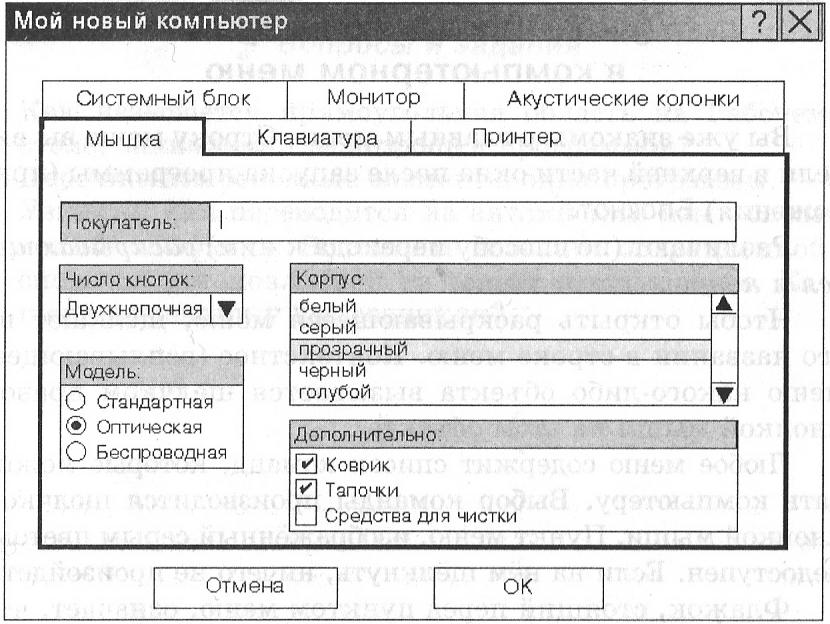 Мой новый компьютер ? X
Системный блок Монитор Акустические колонки
Мышка Клавиатура Принтер
Покупатель:
Число кнопок:
Двухкнопочная
Модель:
Стандартная
Оптическая
Беспроводная
Корпус:
белый
серый
прозрачный
черный
голубой
Дополнительно:
Коврик
Тапочки
Средства для чистки
Отмена OK